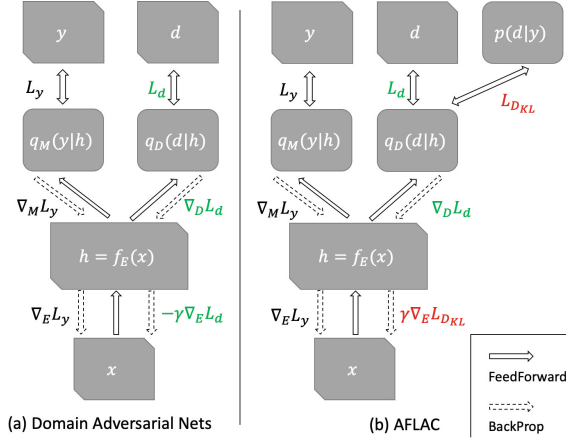 y
d
L_y
L_d
q_M(y|h)
q_D(d|h)
∇_M L_y
∇_D L_d
h = f_E(x)
∇_E L_y
−γ∇_E L_d
x
(a) Domain Adversarial Nets
y
d
p(d|y)
L_y
L_d
L_{D_{KL}}
q_M(y|h)
q_D(d|h)
∇_M L_y
∇_D L_d
h = f_E(x)
∇_E L_y
γ∇_E L_{D_{KL}}
x
(b) AFLAC
FeedForward
BackProp